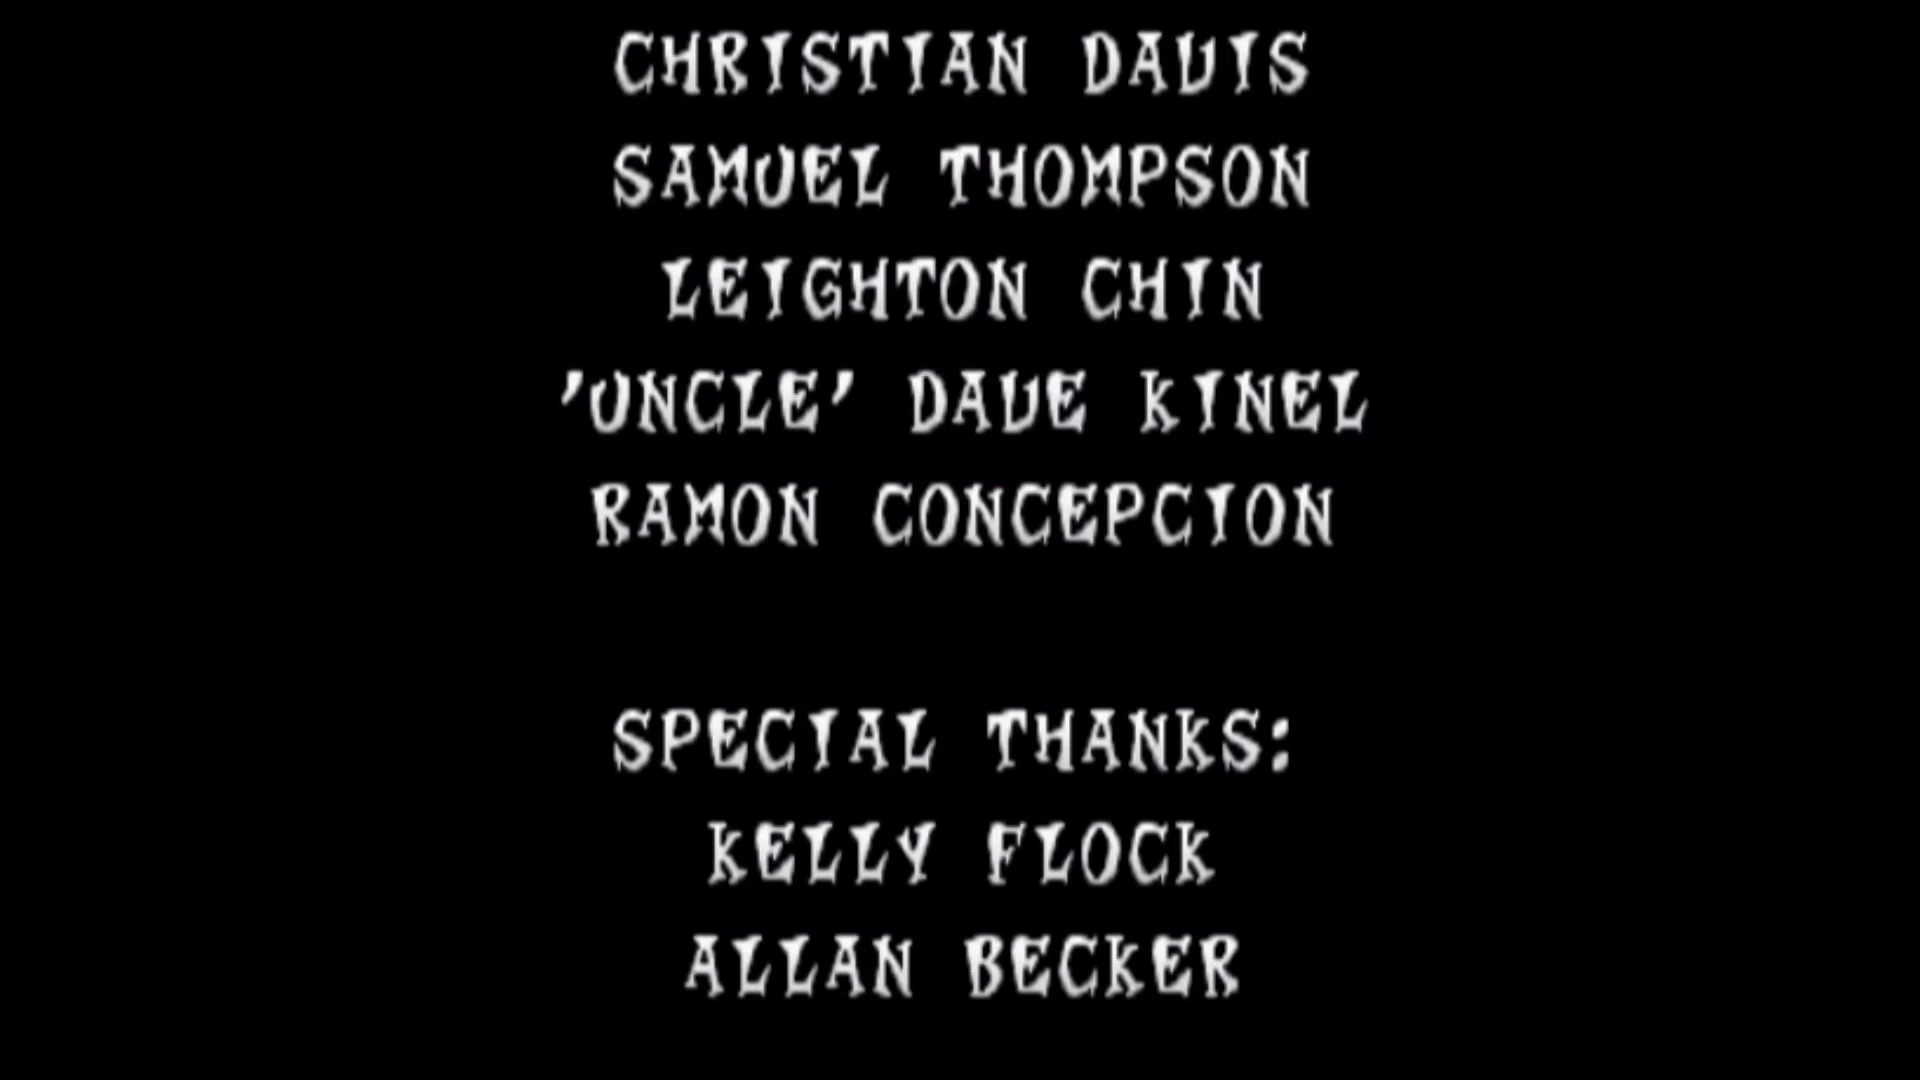 CHRISTIAN DAVIS
SAMUEL THOMPSON
LEIGHTON CHIN
'UNCLE' DAVE KINEL
RAMON CONCEPCION
SPECIAL THANKS:
KELLY FLOCK
ALLAN BECKER